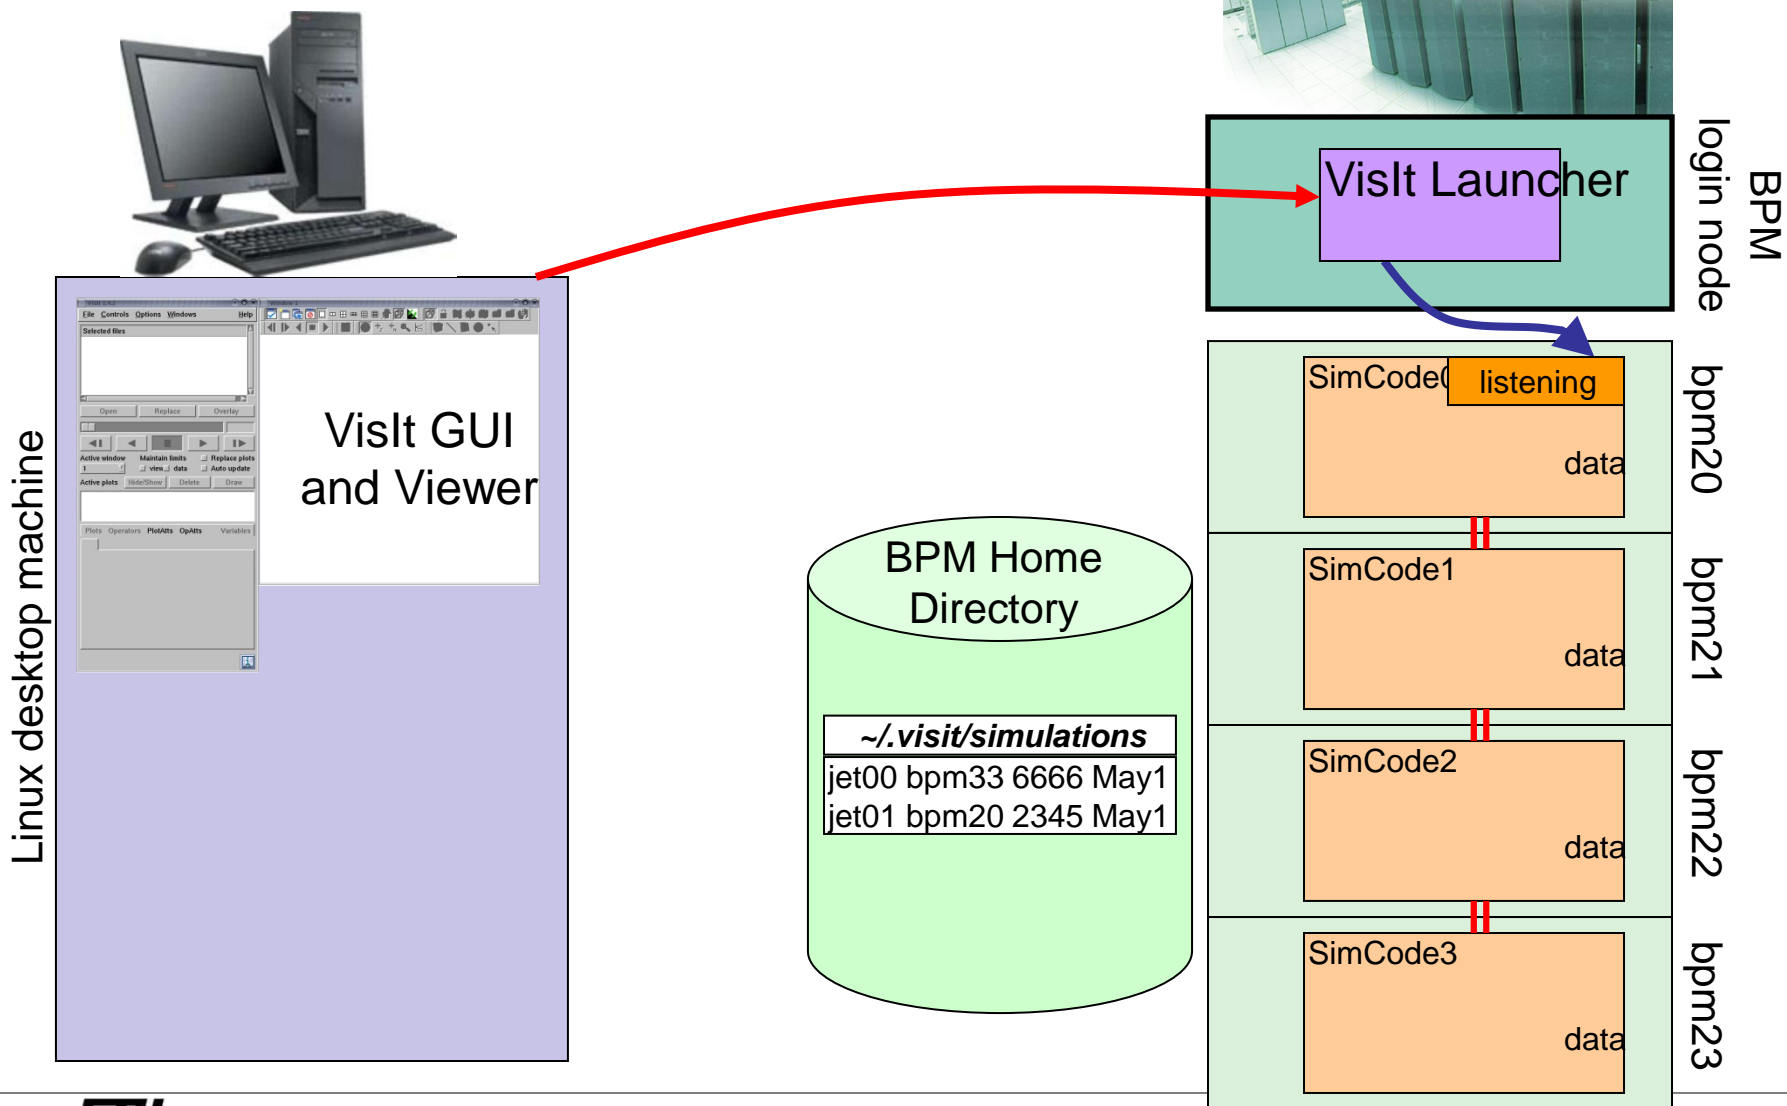 Linux desktop machine
File Controls Options Windows Help
Selected files
Open Replace Overlay
Active window Maintain limits Replace plots
1 view data Auto update
Active plots Hide/Show Delete Draw
Plots Operators PlotAtts OpAtts Variables
Window 1
VisIt GUI
and Viewer
BPM Home
Directory
~/.visit/simulations
jet00 bpm33 6666 May1
jet01 bpm20 2345 May1
VisIt Launcher
BPM
login node
SimCode0
listening
data
bpm20
SimCode1
data
bpm21
SimCode2
data
bpm22
SimCode3
data
bpm23